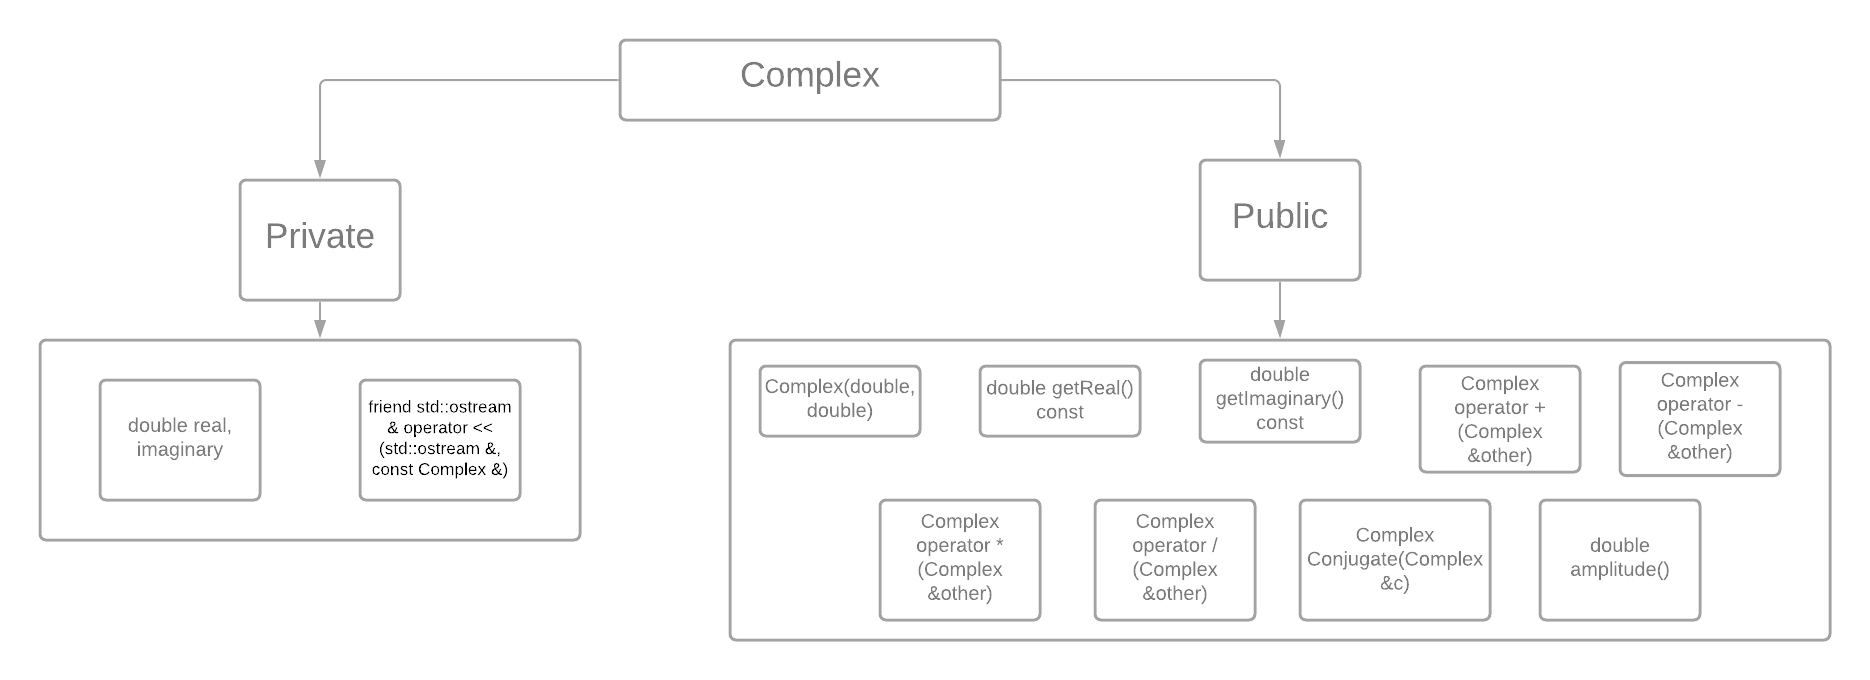 Complex
Private
Public
double real,
imaginary
friend std::ostream
& operator <<
(std::ostream &,
const Complex &)
Complex(double,
double)
double getReal()
const
double
getImaginary()
const
Complex
operator +
(Complex
&other)
Complex
operator -
(Complex
&other)
Complex
operator *
(Complex
&other)
Complex
operator /
(Complex
&other)
Complex
Conjugate(Complex
&c)
double
amplitude()